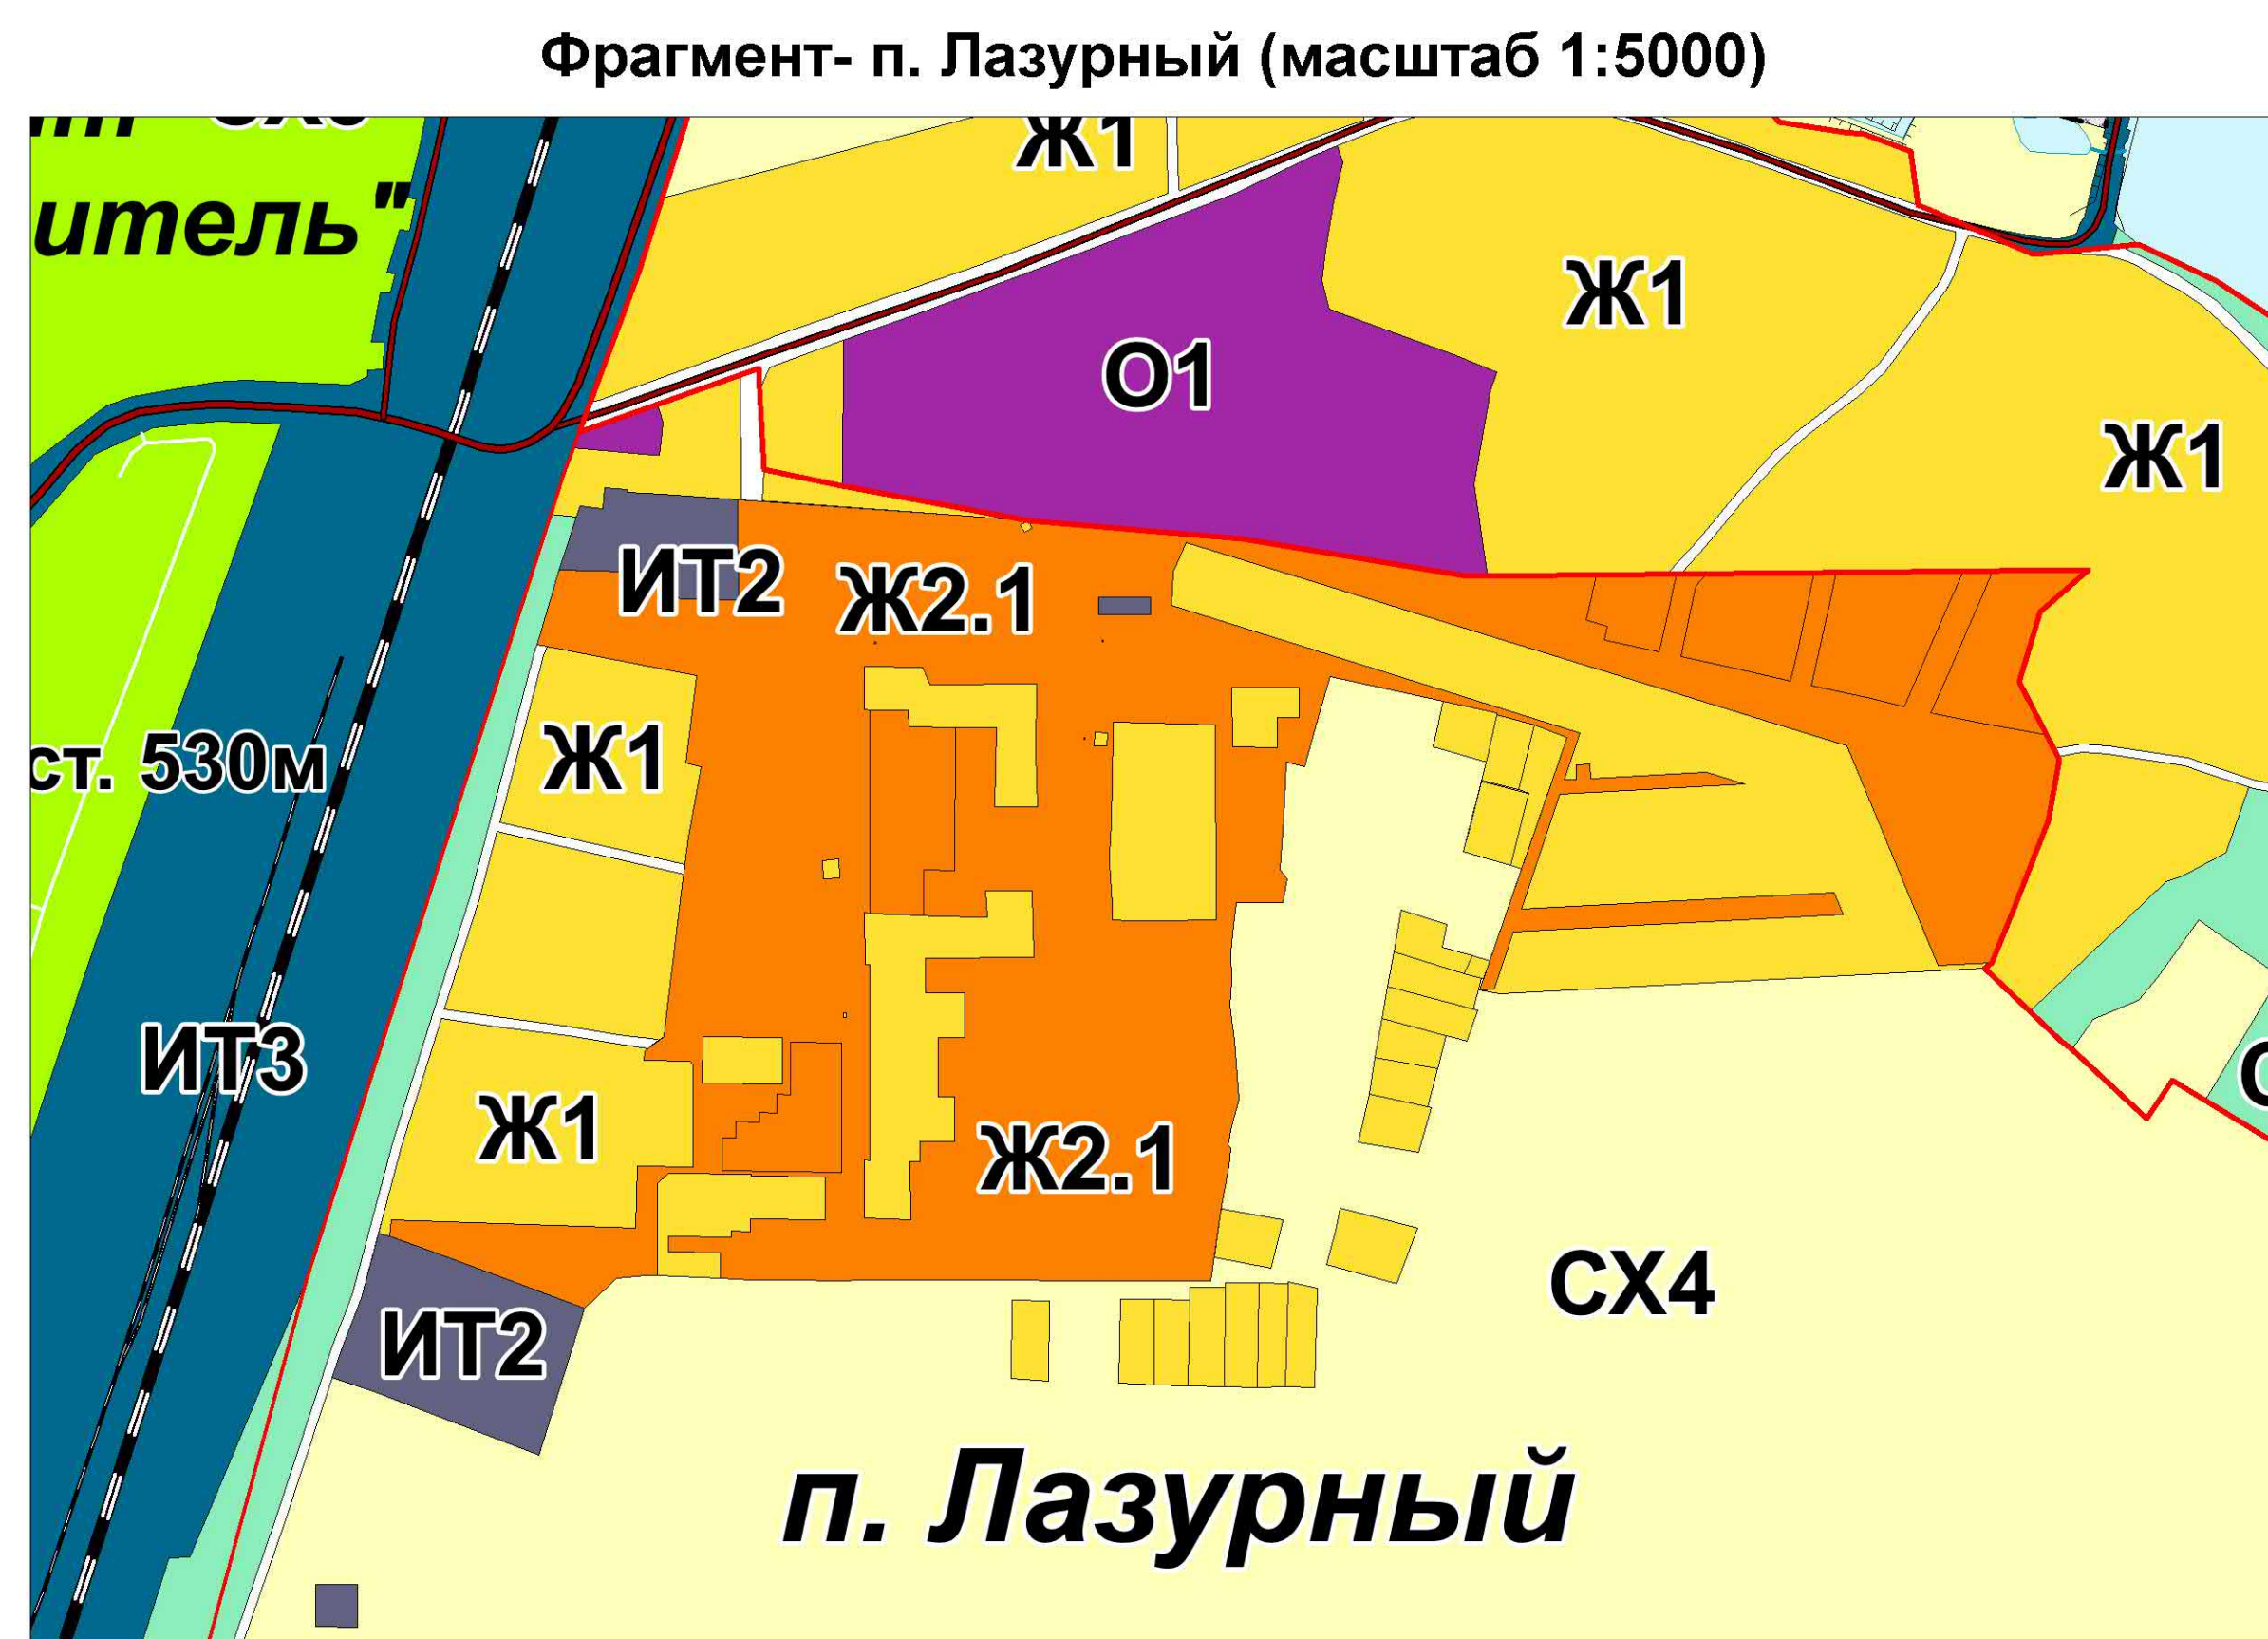 Фрагмент- п. Лазурный (масштаб 1:5000)
Ж1
итель"
Ж1
О1
Ж1
ИТ2
Ж2.1
Ж1
ст. 530м
ИТ3
Ж1
Ж2.1
СХ4
ИТ2
п. Лазурный